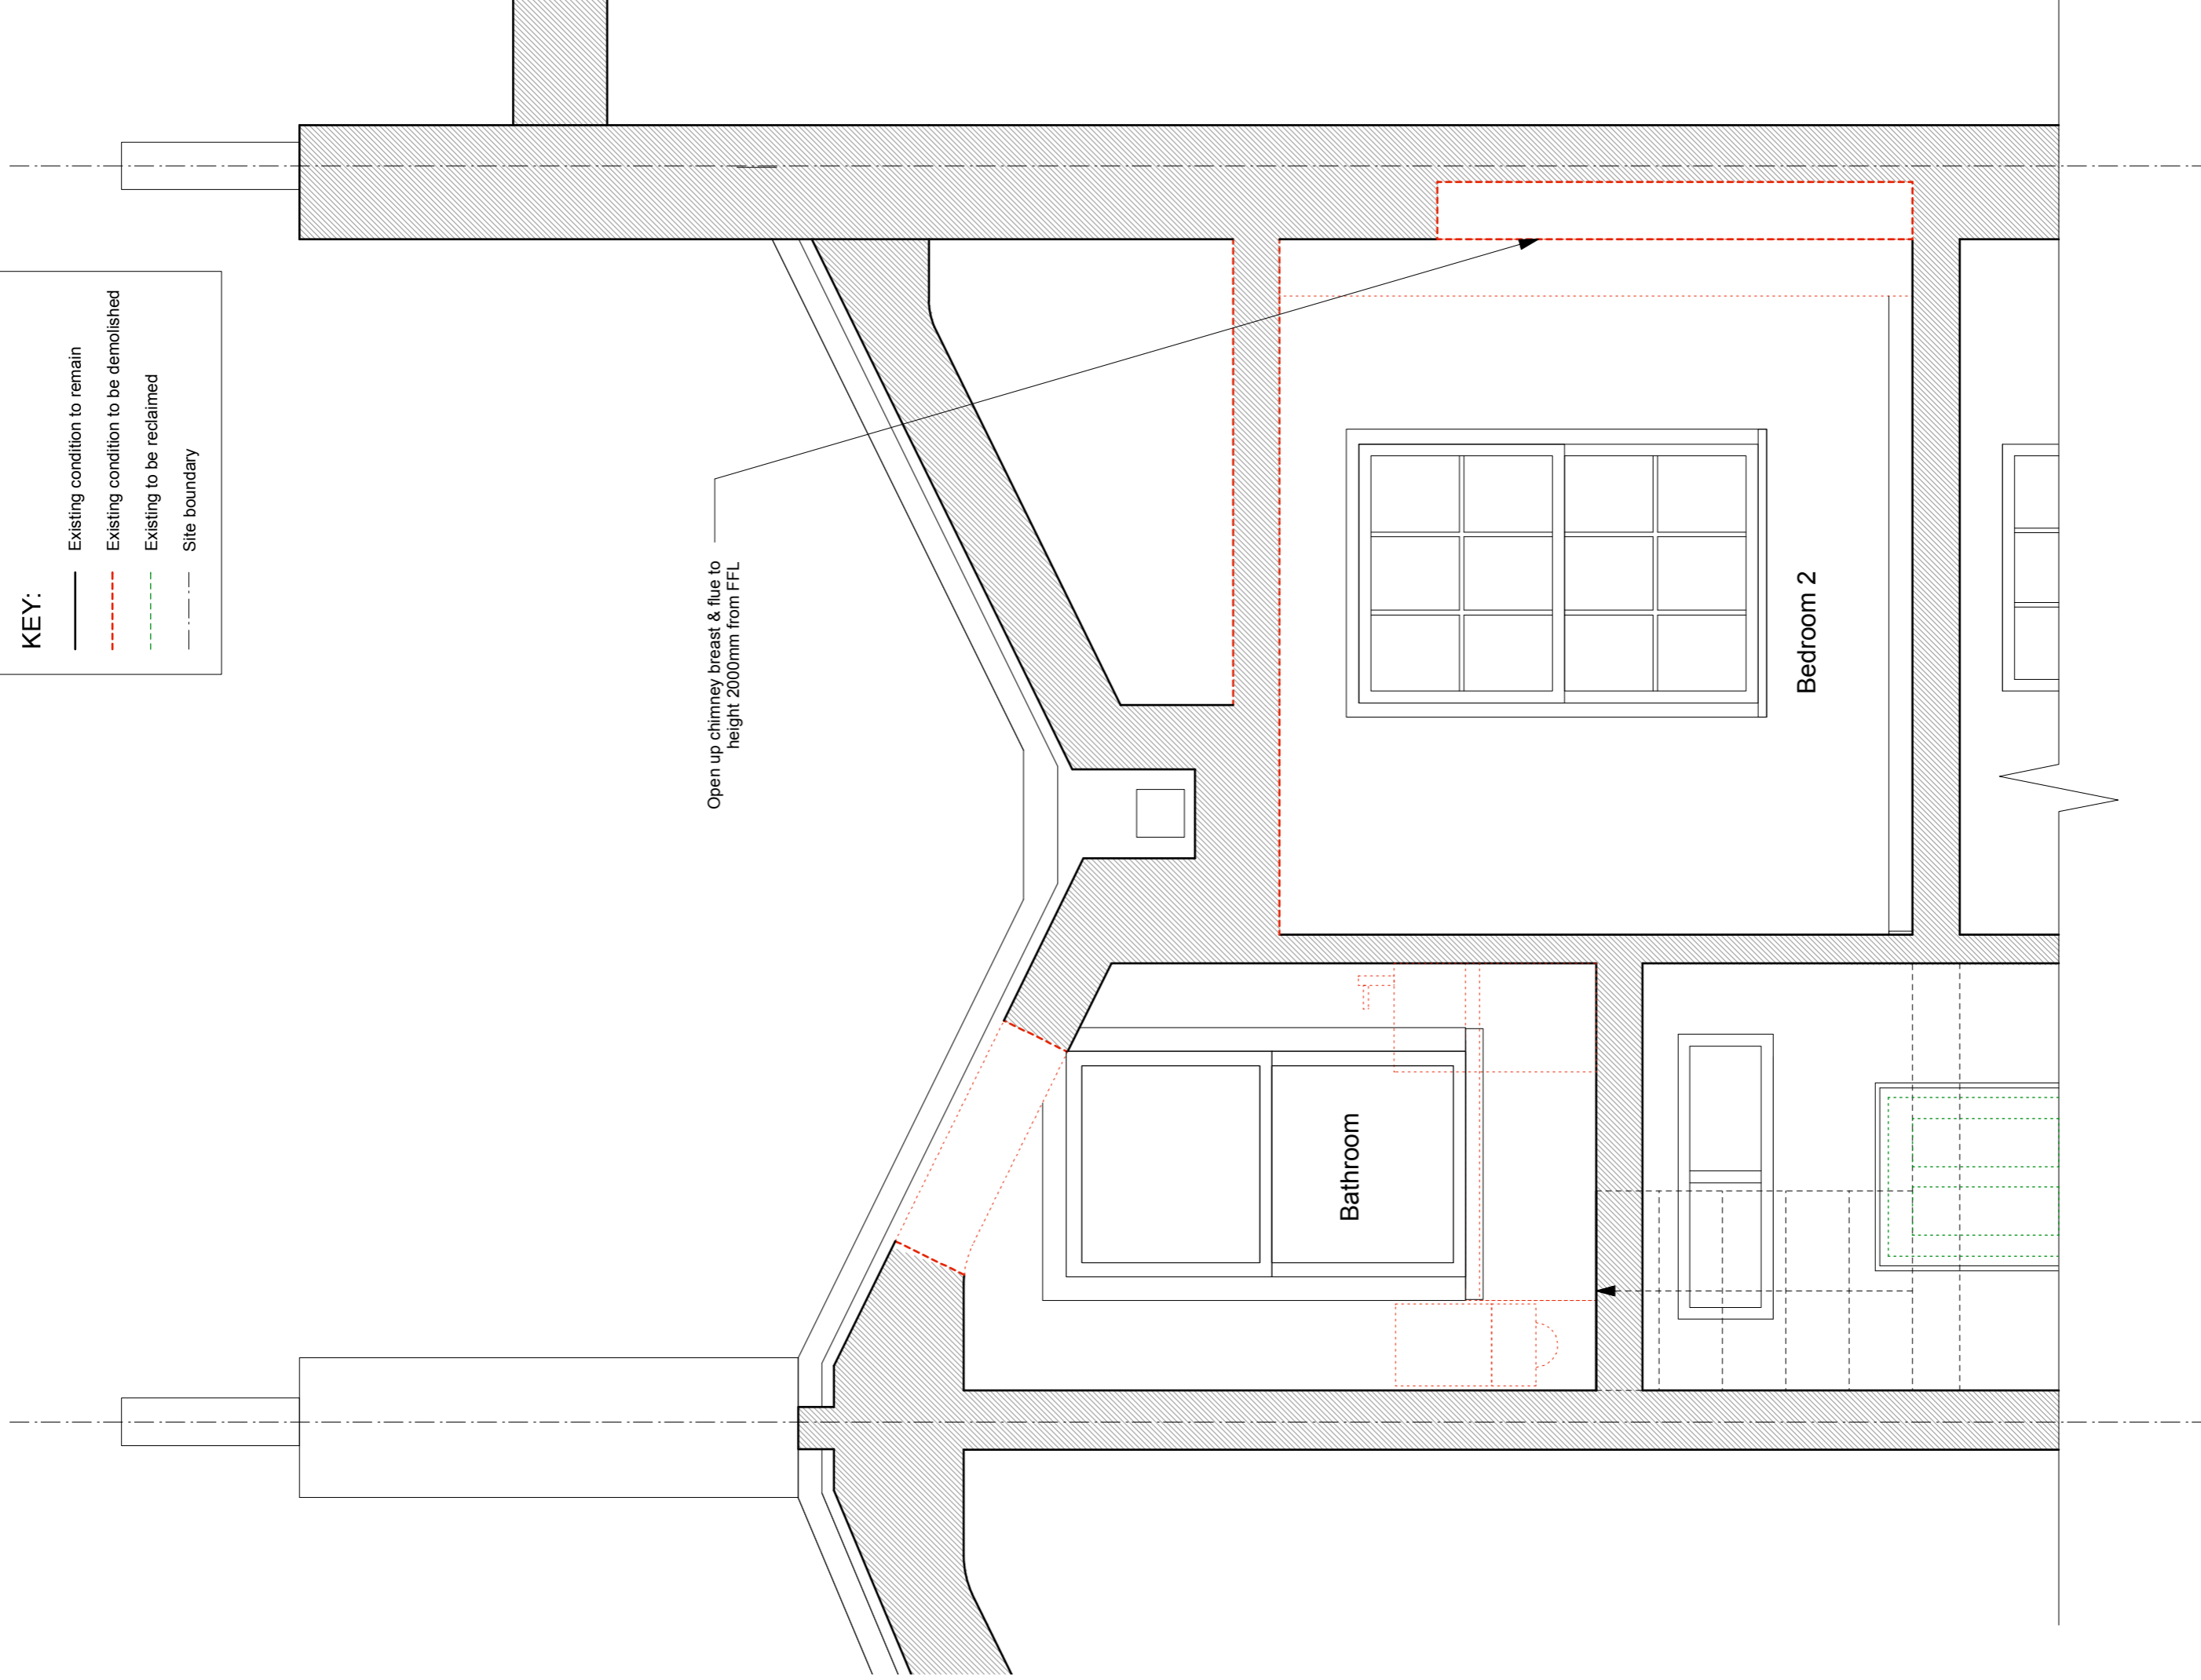 KEY:
Existing condition to remain
Existing condition to be demolished
Existing to be reclaimed
Site boundary
Open up chimney breast & flue to
height 2000mm from FFL
Bathroom
Bedroom 2